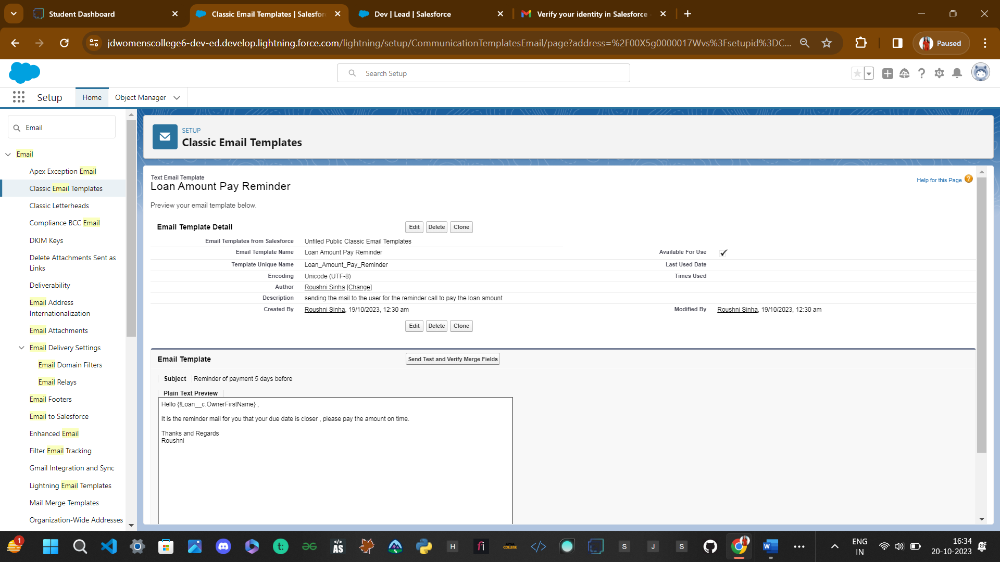 Student Dashboard
Classic Email Templates | Salesforc
Dev | Lead | Salesforce
Verify your identity in Salesforce -
jdwomenscollege6-dev-ed.develop.lightning.force.com/lightning/setup/CommunicationTemplatesEmail/page?address=%2F00X5g0000017Wvs%3Fsetupid%3DC...
Paused
Search Setup
Setup
Home
Object Manager
Email
Email
Apex Exception Email
Classic Email Templates
Classic Letterheads
Compliance BCC Email
DKIM Keys
Delete Attachments Sent as
Links
Deliverability
Email Address
Internationalization
Email Attachments
Email Delivery Settings
Email Domain Filters
Email Relays
Email Footers
Email to Salesforce
Enhanced Email
Filter Email Tracking
Gmail Integration and Sync
Lightning Email Templates
Mail Merge Templates
Organization-Wide Addresses
SETUP
Classic Email Templates
Text Email Template
Loan Amount Pay Reminder
Help for this Page ?
Preview your email template below.
Email Template Detail
Edit Delete Clone
Email Templates from Salesforce Unfiled Public Classic Email Templates
Email Template Name Loan Amount Pay Reminder Available For Use
Template Unique Name Loan_Amount_Pay_Reminder Last Used Date
Encoding Unicode (UTF-8) Times Used
Author Roushni Sinha [Change]
Description sending the mail to the user for the reminder call to pay the loan amount
Created By Roushni Sinha, 19/10/2023, 12:30 am Modified By Roushni Sinha, 19/10/2023, 12:30 am
Edit Delete Clone
Email Template
Send Test and Verify Merge Fields
Subject Reminder of payment 5 days before
Plain Text Preview
Hello {!Loan__c.OwnerFirstName} ,
It is the reminder mail for you that your due date is closer , please pay the amount on time.
Thanks and Regards
Roushni
1
t:
AS
H
fi
APNA
COLLEGE
S
J
S
W
ENG
IN
16:34
20-10-2023